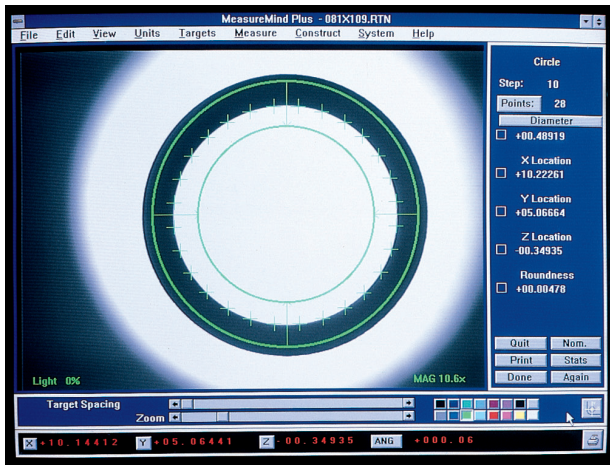 MeasureMind Plus - 081X109.RTN
File Edit View Units Targets Measure Construct System Help
Circle
Step: 10
Points: 28
Diameter
+00.48919
X Location
+10.22261
Y Location
+05.06664
Z Location
-00.34935
Roundness
+00.00478
Quit Nom.
Print Stats
Done Again
Light 0% MAG 10.6x
Target Spacing
Zoom
X +10.14412 Y +05.06441 Z -00.34935 ANG +000.06